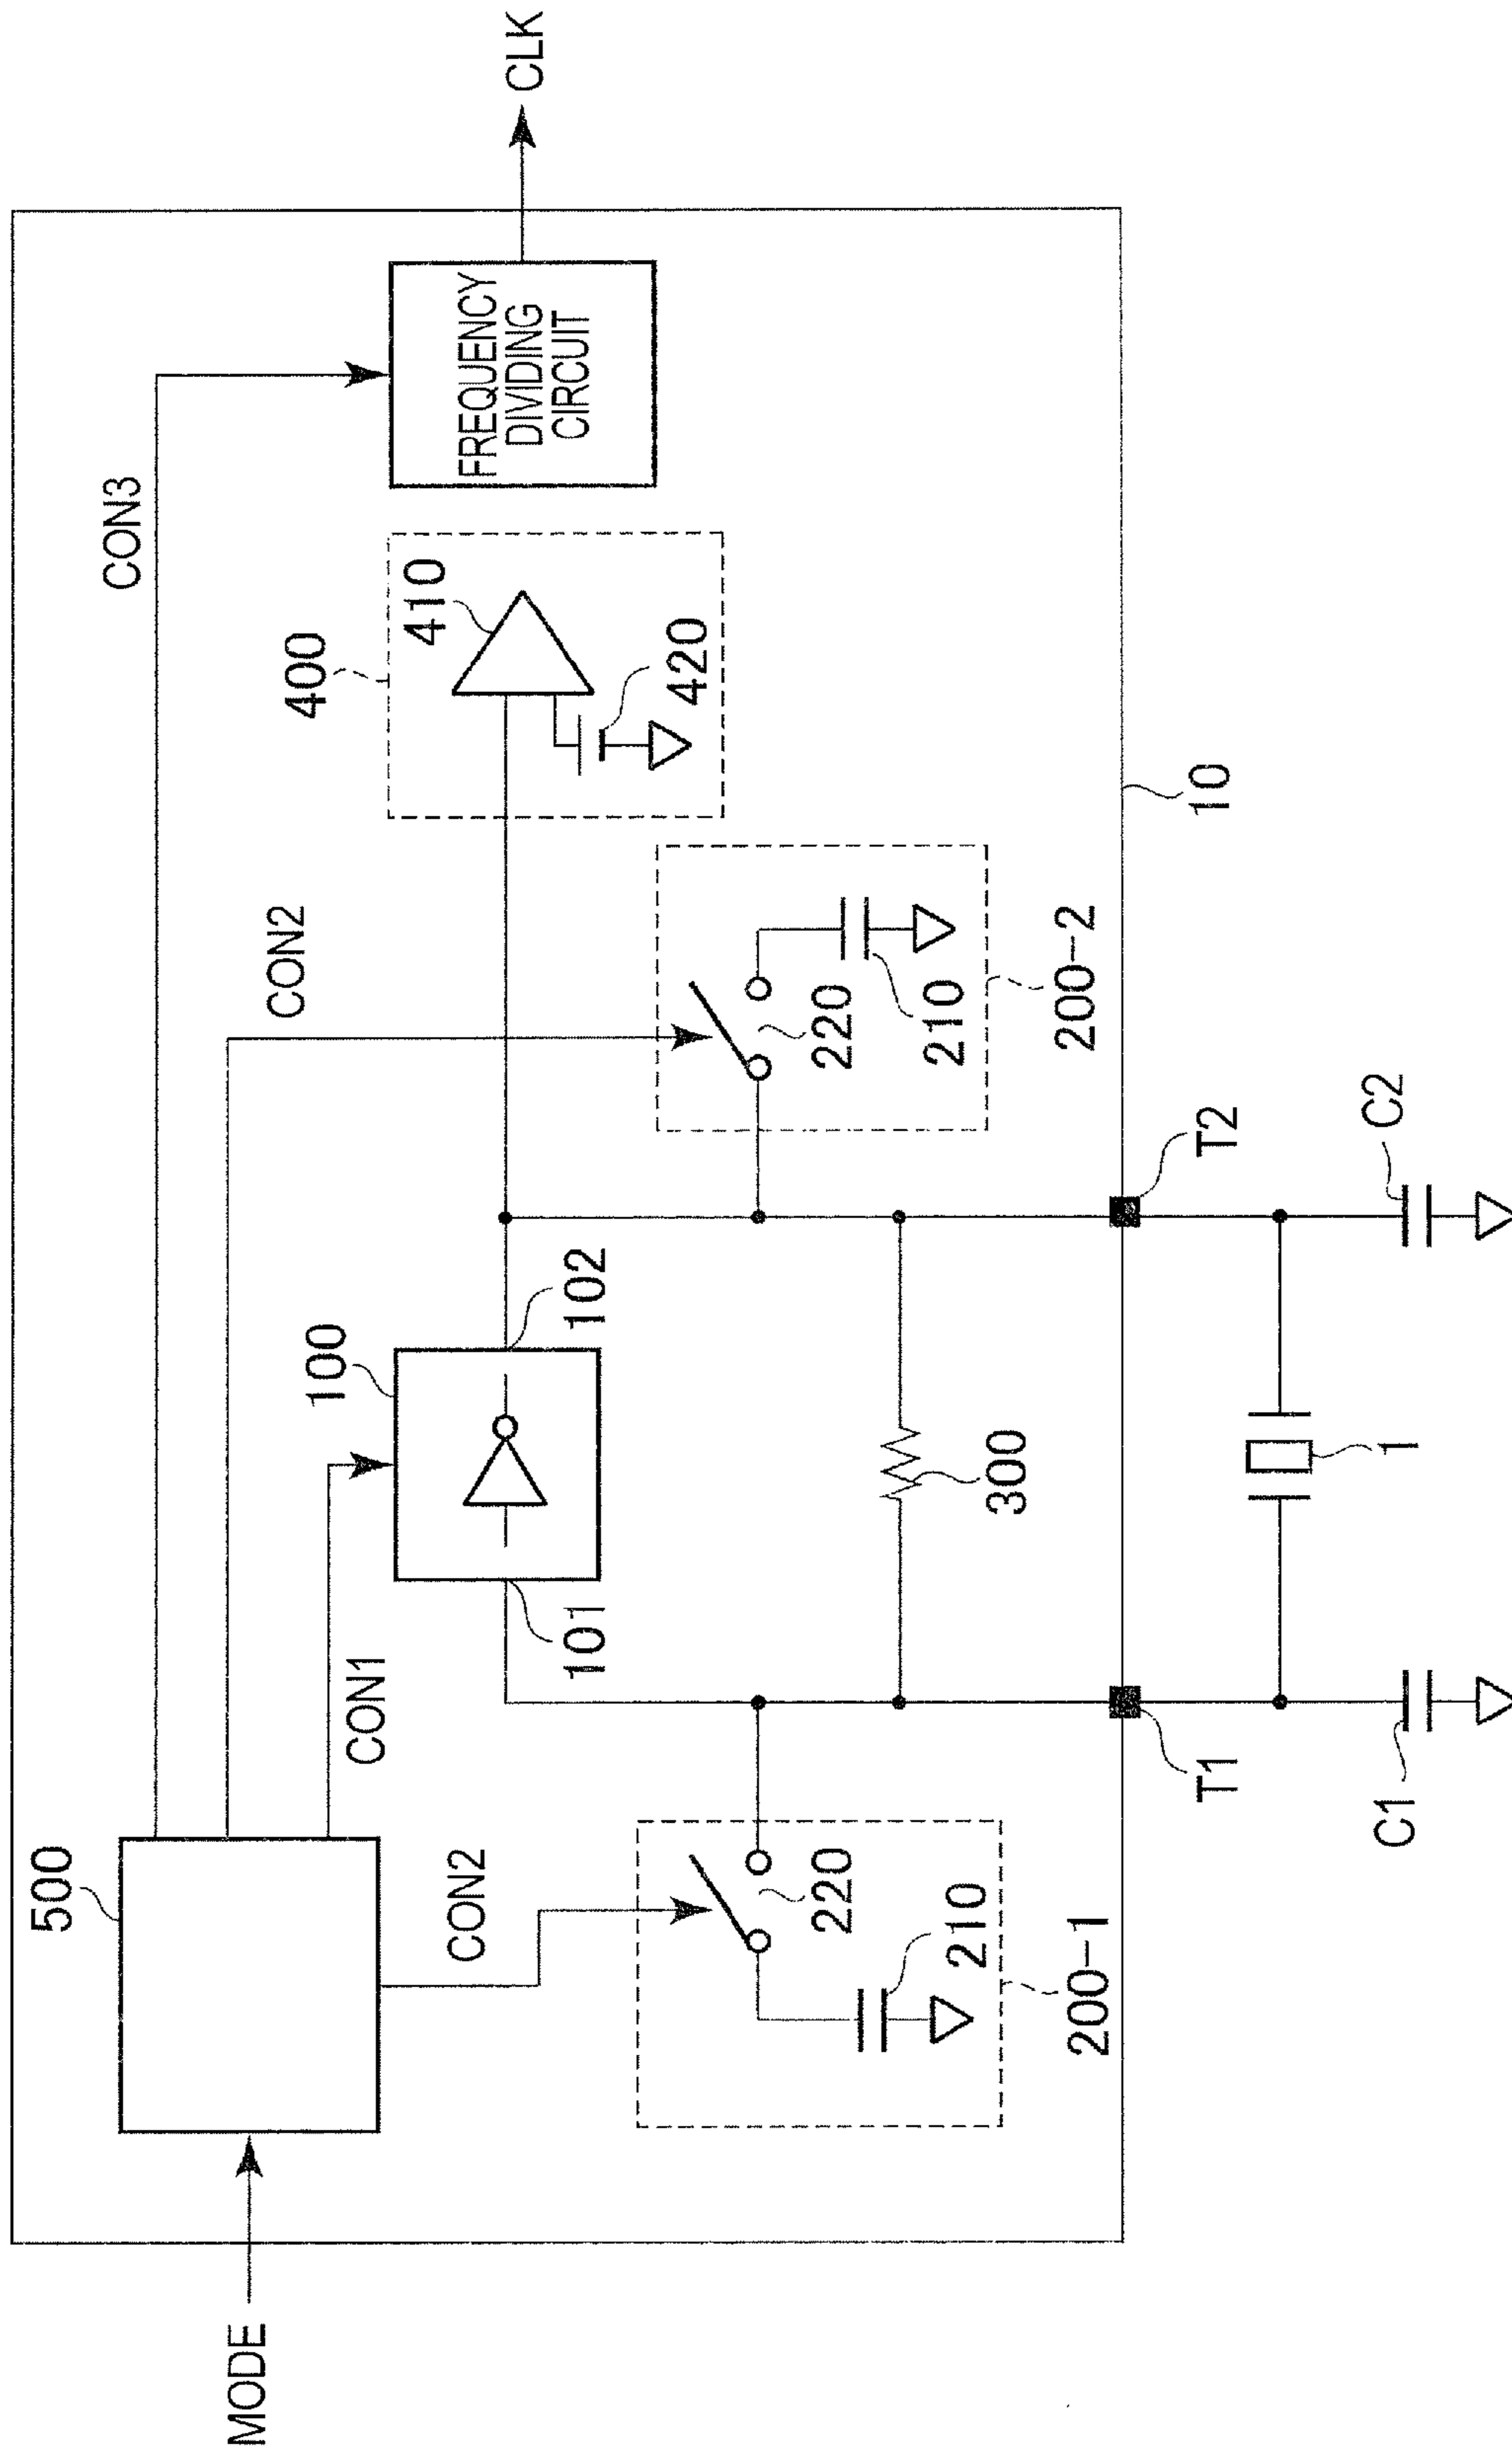 MODE
500
CON3
CON2
CON1
CON2
100
101
102
400
410
420
FREQUENCY
DIVIDING
CIRCUIT
CLK
220
210
200-1
220
210
200-2
300
10
T1
T2
1
C1
C2